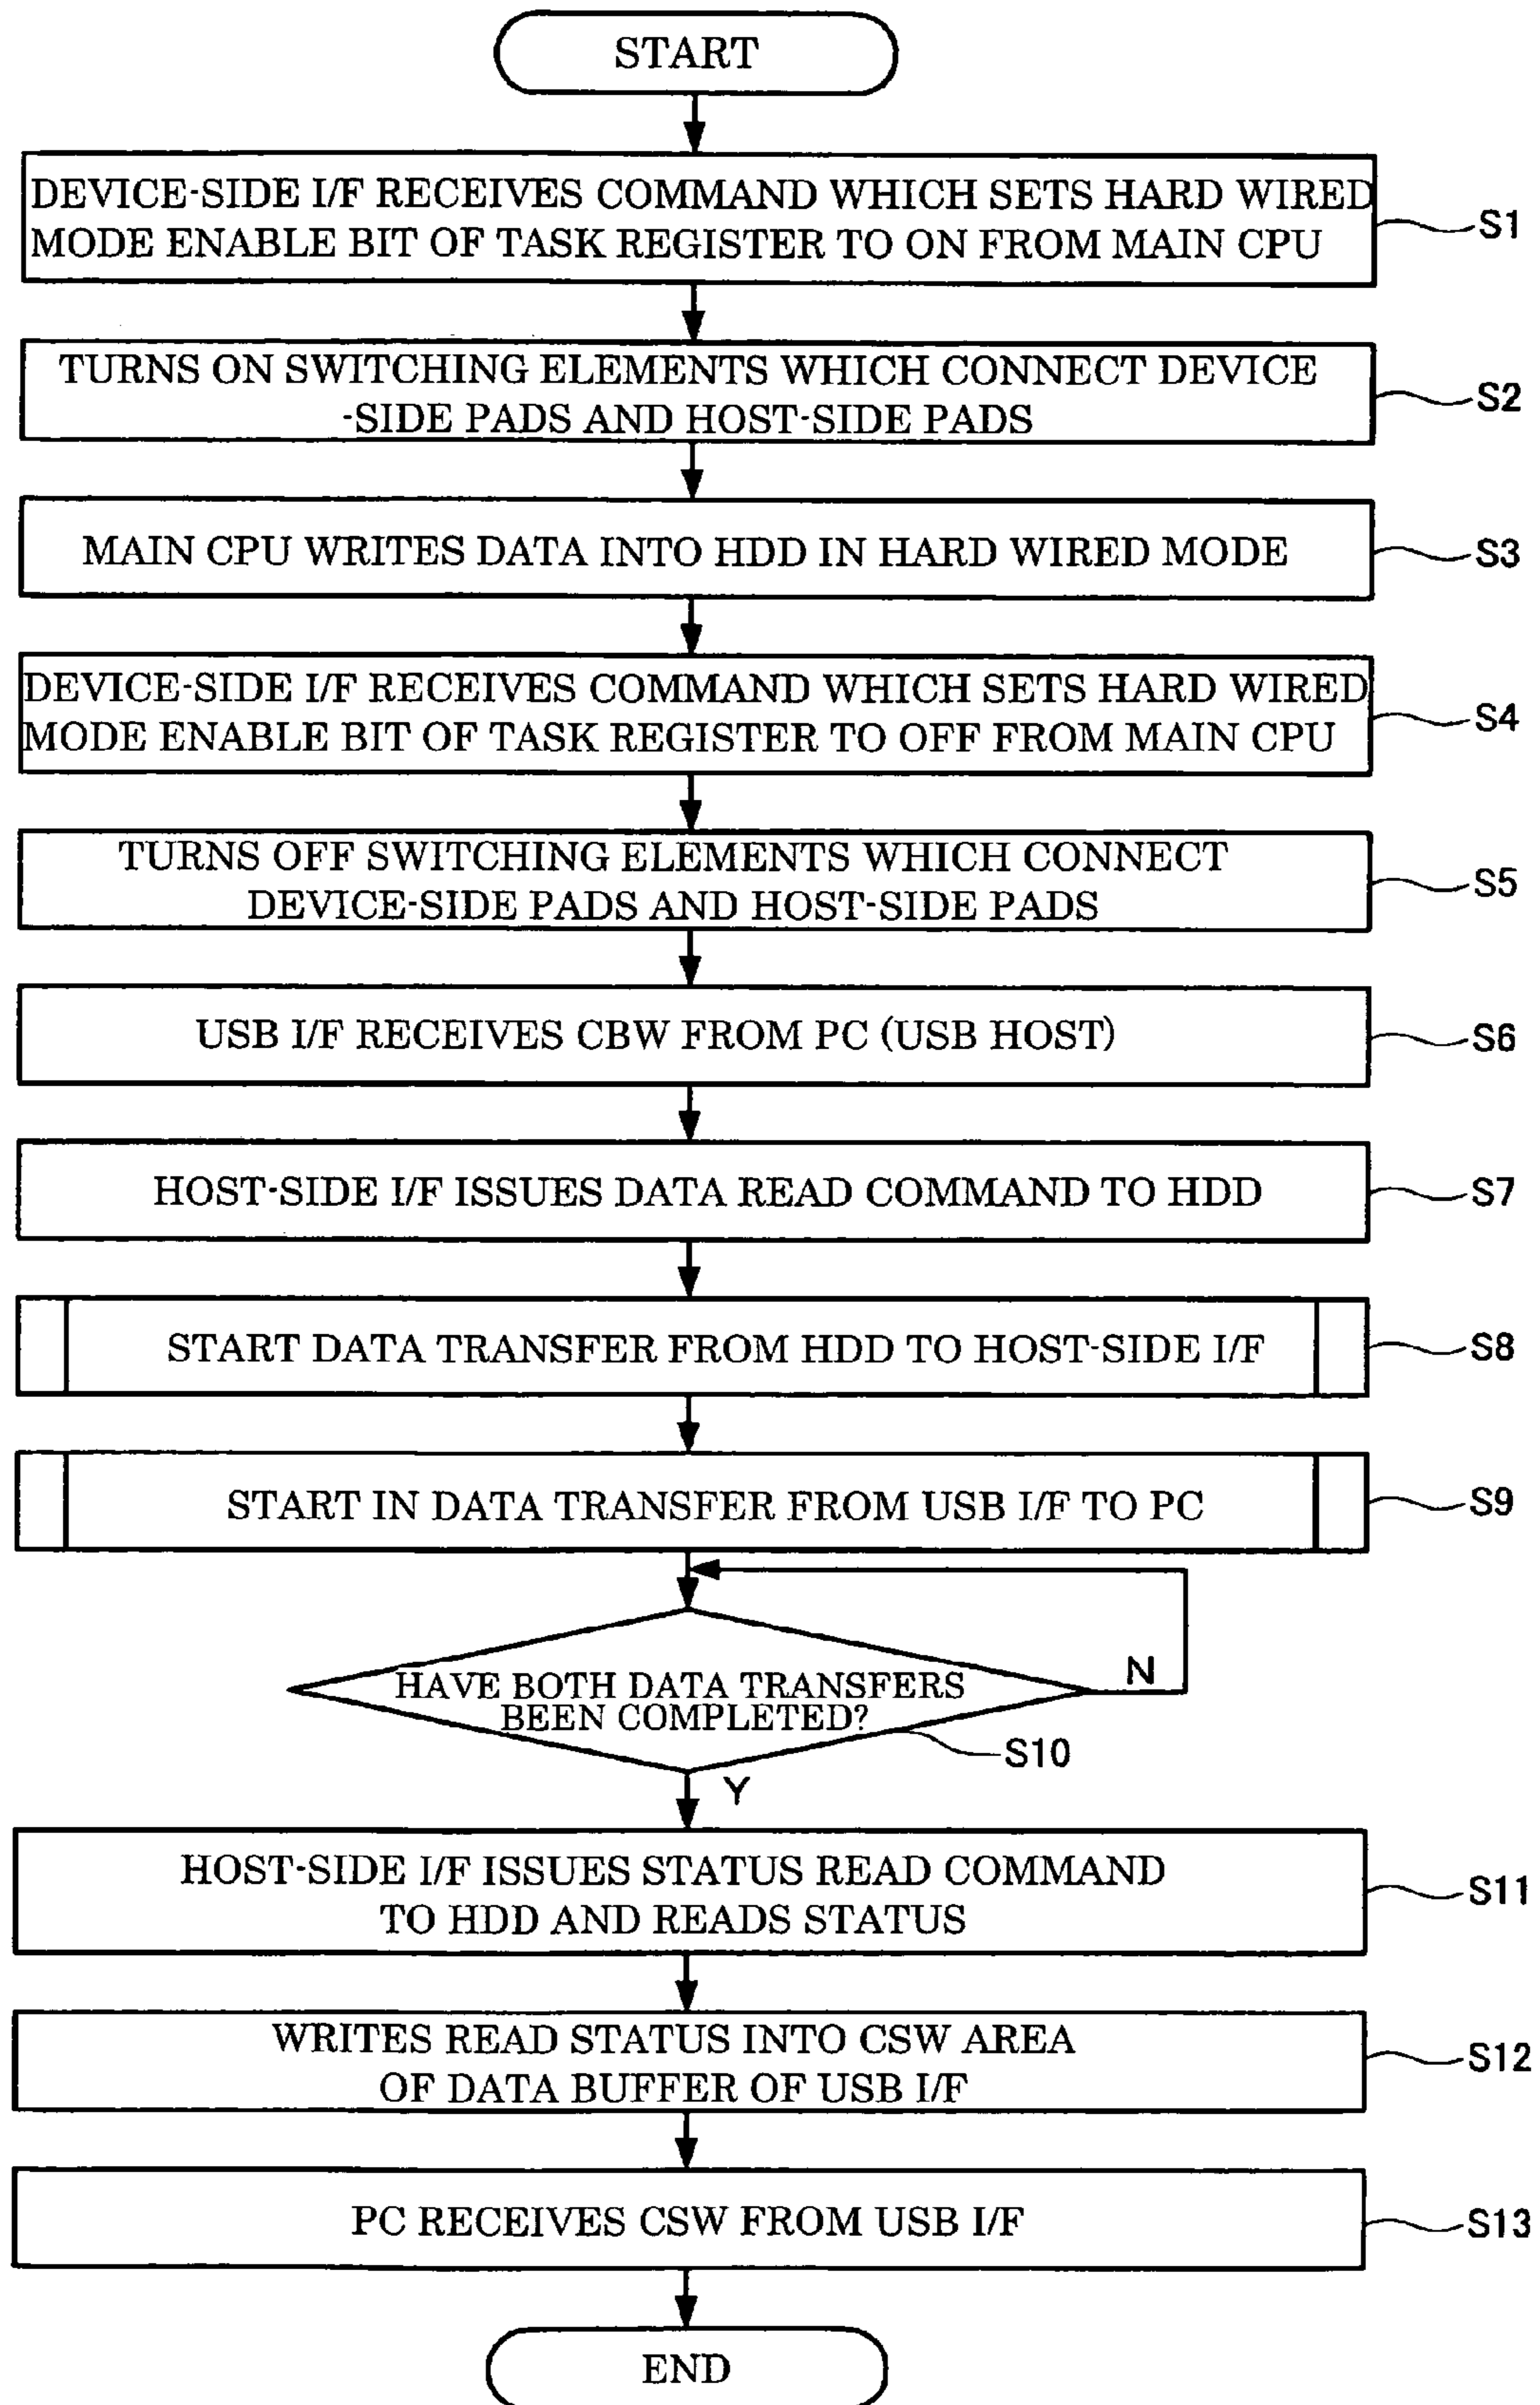 START
DEVICE-SIDE I/F RECEIVES COMMAND WHICH SETS HARD WIRED
MODE ENABLE BIT OF TASK REGISTER TO ON FROM MAIN CPU
S1
TURNS ON SWITCHING ELEMENTS WHICH CONNECT DEVICE
-SIDE PADS AND HOST-SIDE PADS
S2
MAIN CPU WRITES DATA INTO HDD IN HARD WIRED MODE
S3
DEVICE-SIDE I/F RECEIVES COMMAND WHICH SETS HARD WIRED
MODE ENABLE BIT OF TASK REGISTER TO OFF FROM MAIN CPU
S4
TURNS OFF SWITCHING ELEMENTS WHICH CONNECT
DEVICE-SIDE PADS AND HOST-SIDE PADS
S5
USB I/F RECEIVES CBW FROM PC (USB HOST)
S6
HOST-SIDE I/F ISSUES DATA READ COMMAND TO HDD
S7
START DATA TRANSFER FROM HDD TO HOST-SIDE I/F
S8
START IN DATA TRANSFER FROM USB I/F TO PC
S9
HAVE BOTH DATA TRANSFERS
BEEN COMPLETED?
N
S10
Y
HOST-SIDE I/F ISSUES STATUS READ COMMAND
TO HDD AND READS STATUS
S11
WRITES READ STATUS INTO CSW AREA
OF DATA BUFFER OF USB I/F
S12
PC RECEIVES CSW FROM USB I/F
S13
END